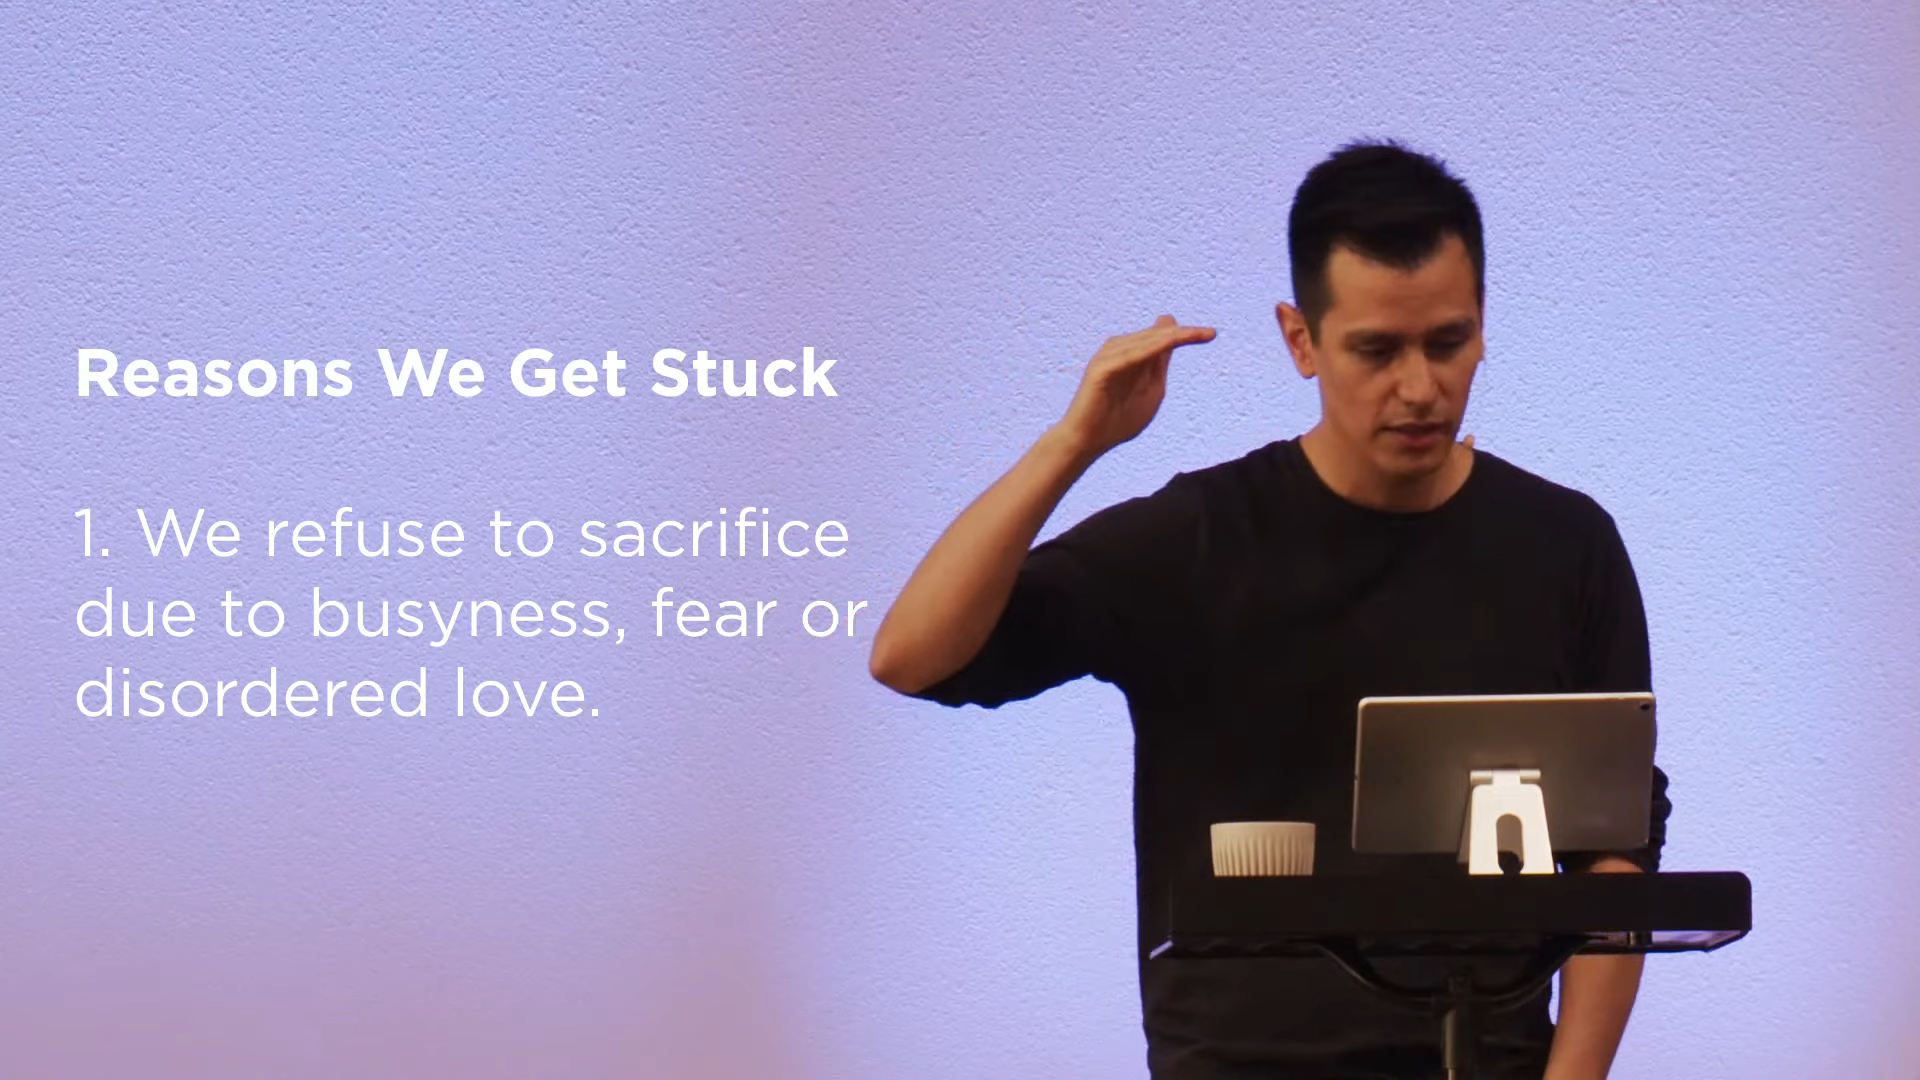 Reasons We Get Stuck
1. We refuse to sacrifice
due to busyness, fear or
disordered love.